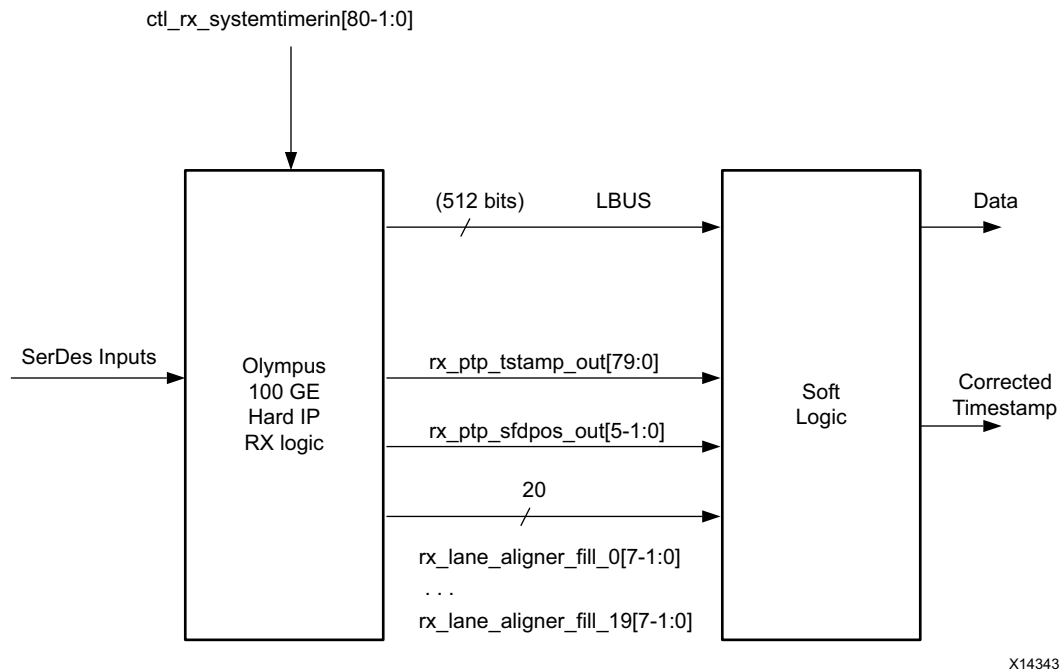 ctl_rx_systemtimerin[80-1:0]
(512 bits) LBUS
Data
SerDes Inputs
Olympus
100 GE
Hard IP
RX logic
rx_ptp_tstamp_out[79:0]
rx_ptp_sfdpos_out[5-1:0]
20
rx_lane_aligner_fill_0[7-1:0]
. . .
rx_lane_aligner_fill_19[7-1:0]
Soft
Logic
Corrected
Timestamp
X14343